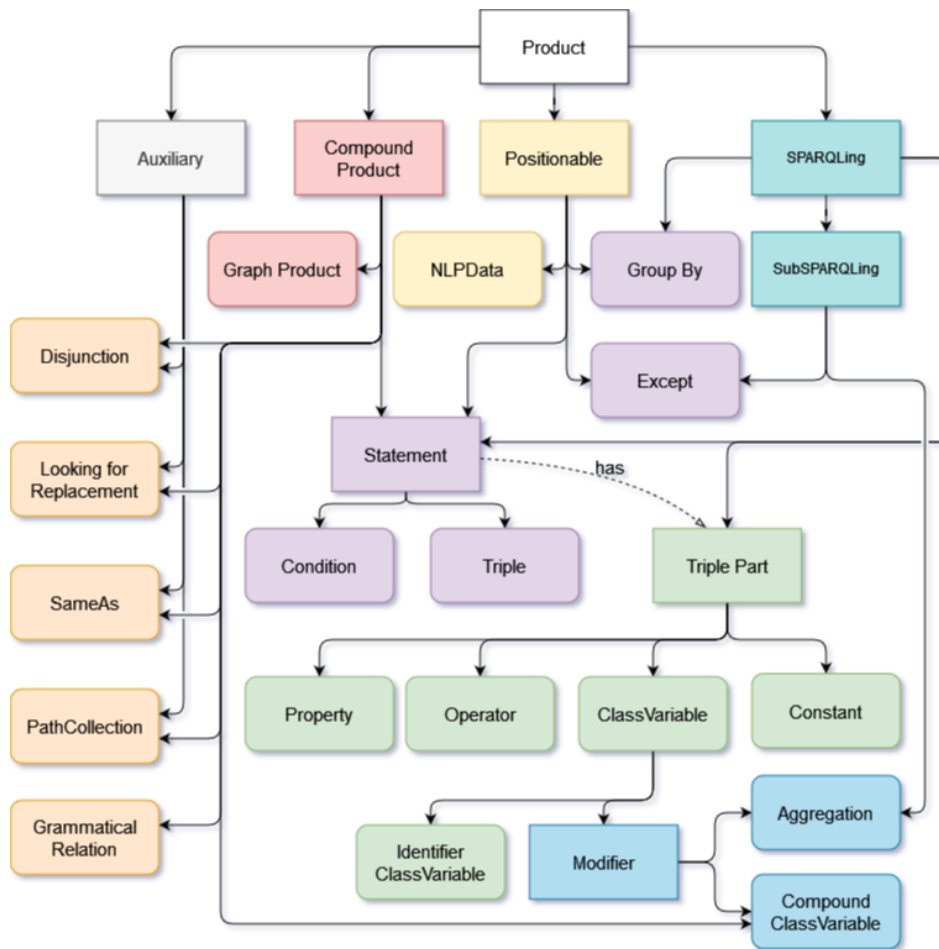 Product
Auxiliary
Compound
Product
Positionable
SPARQLing
Graph Product
NLPData
Group By
SubSPARQLing
Disjunction
Except
Looking for
Replacement
Statement
has
Condition
Triple
Triple Part
SameAs
Property
Operator
ClassVariable
Constant
PathCollection
Grammatical
Relation
Identifier
ClassVariable
Modifier
Aggregation
Compound
ClassVariable